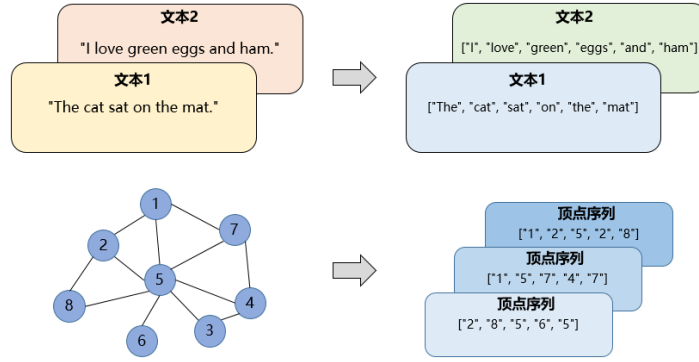 文本2
"I love green eggs and ham."
文本1
"The cat sat on the mat."
文本2
["I", "love", "green", "eggs", "and", "ham"]
文本1
["The", "cat", "sat", "on", "the", "mat"]
1
2
7
5
8
4
3
6
顶点序列
["1", "2", "5", "2", "8"]
顶点序列
["1", "5", "7", "4", "7"]
顶点序列
["2", "8", "5", "6", "5"]